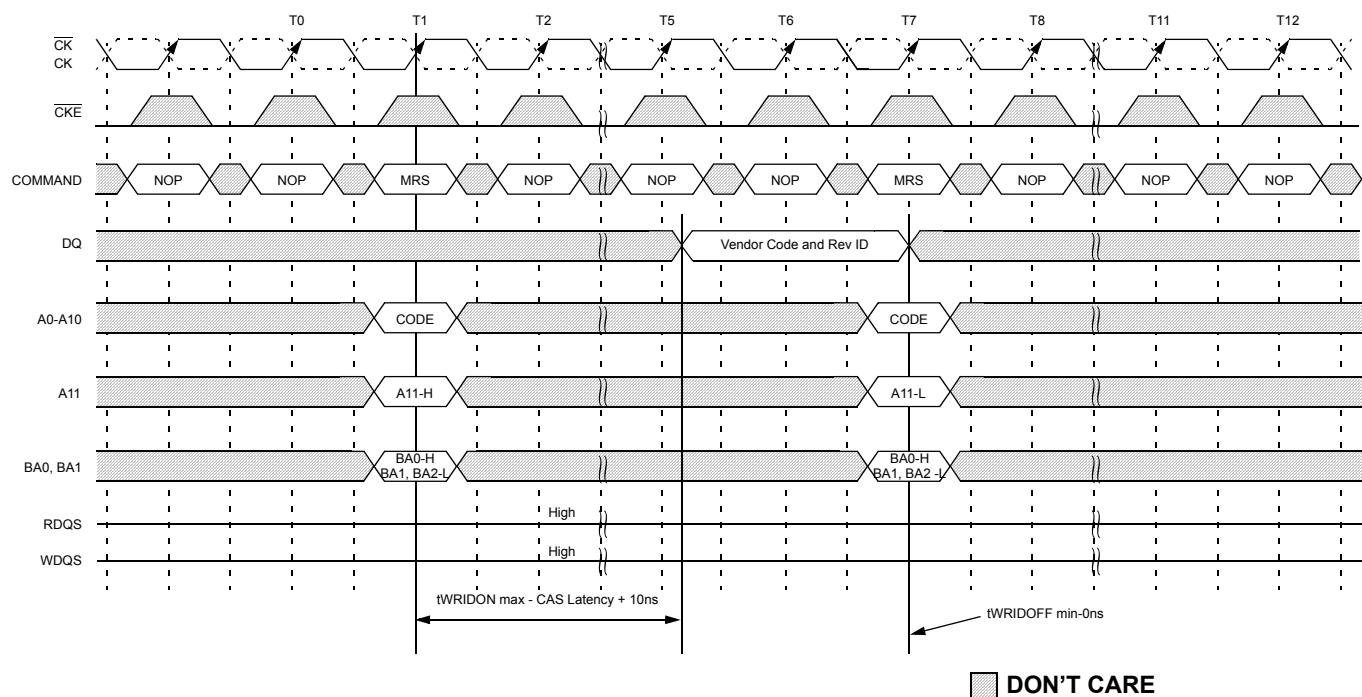 T0 T1 T2 T5 T6 T7 T8 T11 T12
CK
CK
CKE
COMMAND NOP NOP MRS NOP NOP NOP MRS NOP NOP NOP
DQ Vendor Code and Rev ID
A0-A10 CODE CODE
A11 A11-H A11-L
BA0, BA1 BA0-H BA0-H
BA1, BA2-L BA1, BA2 -L
RDQS High
WDQS High
tWRIDON max - CAS Latency + 10ns
tWRIDOFF min-0ns
DON'T CARE